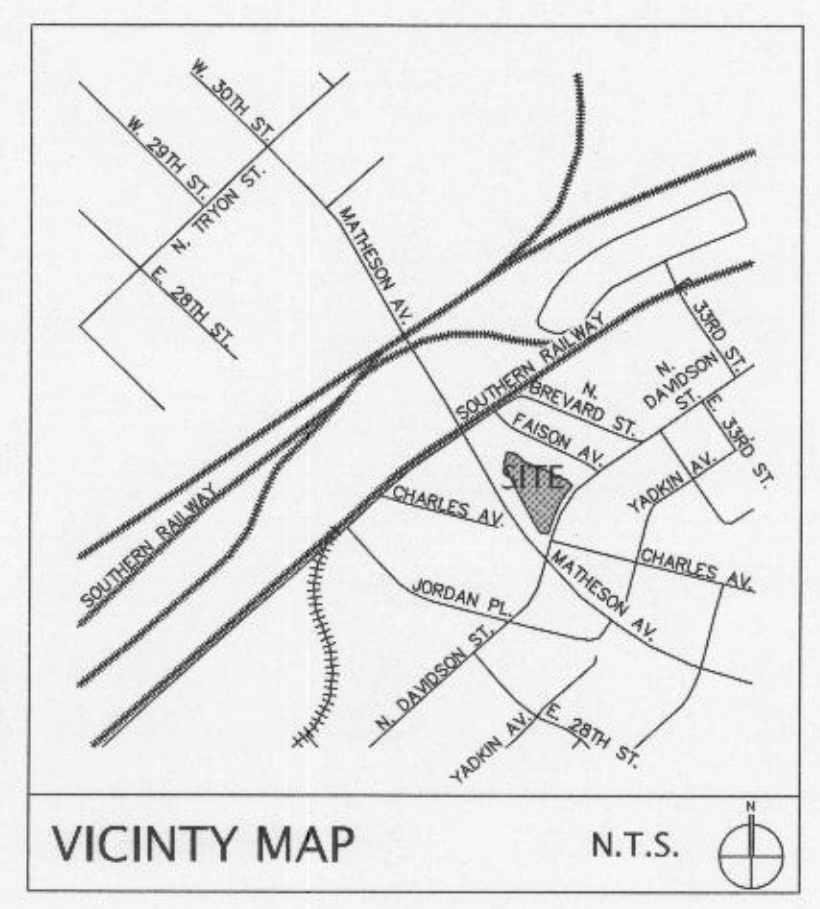 W. 30TH ST.
W. 29TH ST.
N. TRYON ST.
MATHESON AV.
E. 28TH ST.
E. 33RD ST.
SOUTHERN RAILWAY
N.
DAVIDSON
ST.
N.
BREVARD ST.
FAISON AV.
E. 33RD ST.
SITE
YADKIN AV.
SOUTHERN RAILWAY
CHARLES AV.
CHARLES AV.
MATHESON AV.
JORDAN PL.
N. DAVIDSON ST.
YADKIN AV.
E. 28TH ST.
VICINTY MAP
N.T.S.
N